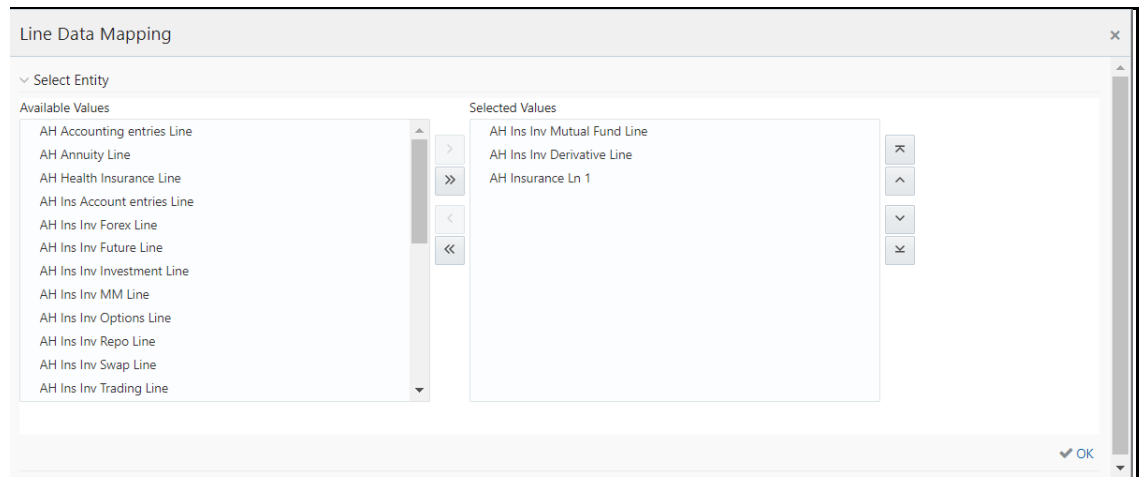 Line Data Mapping
Select Entity
Available Values
AH Accounting entries Line
AH Annuity Line
AH Health Insurance Line
AH Ins Account entries Line
AH Ins Inv Forex Line
AH Ins Inv Future Line
AH Ins Inv Investment Line
AH Ins Inv MM Line
AH Ins Inv Options Line
AH Ins Inv Repo Line
AH Ins Inv Swap Line
AH Ins Inv Trading Line
Selected Values
AH Ins Inv Mutual Fund Line
AH Ins Inv Derivative Line
AH Insurance Ln 1
OK